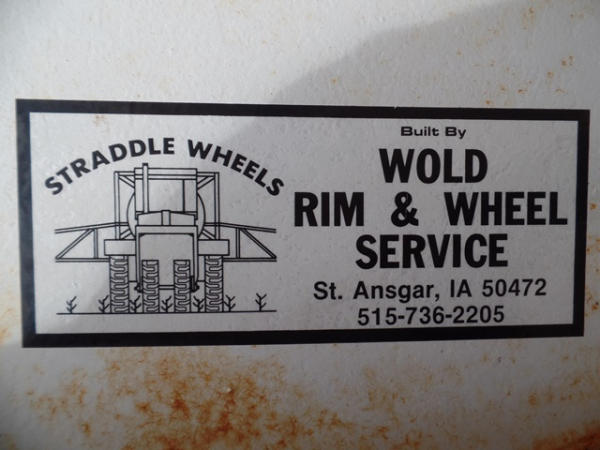 STRADDLE WHEELS
Built By
WOLD
RIM & WHEEL
SERVICE
St. Ansgar, IA 50472
515-736-2205